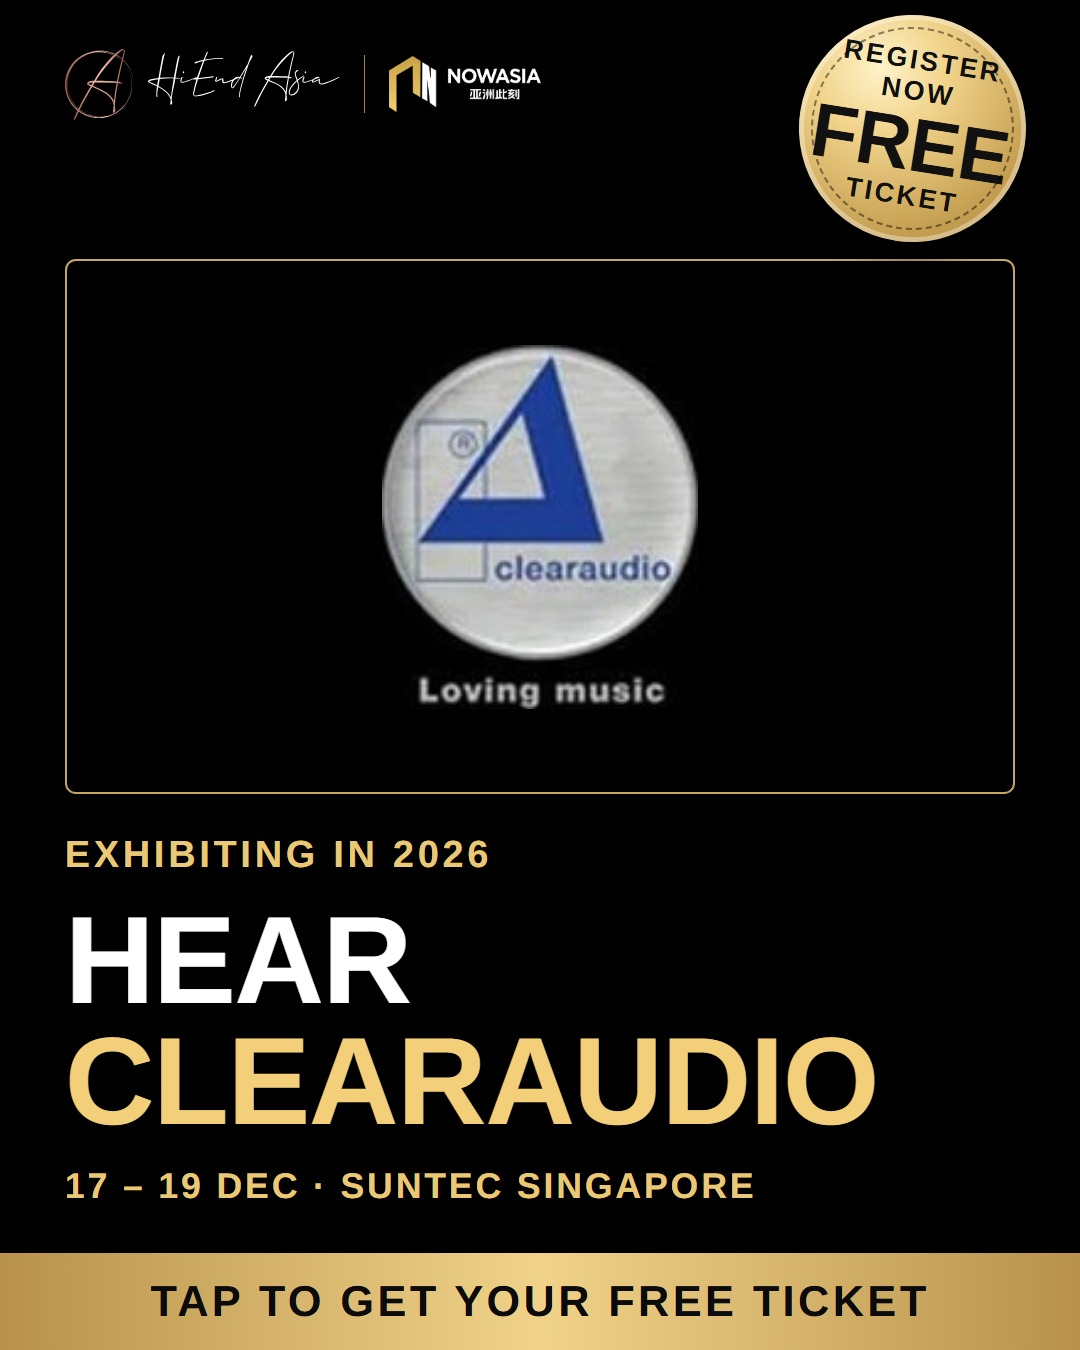 A HiEnd Asia
NOWASIA
亚洲此刻
REGISTER
NOW
FREE
TICKET
®
clearaudio
Loving music
EXHIBITING IN 2026
HEAR
CLEARAUDIO
17 – 19 DEC · SUNTEC SINGAPORE
TAP TO GET YOUR FREE TICKET